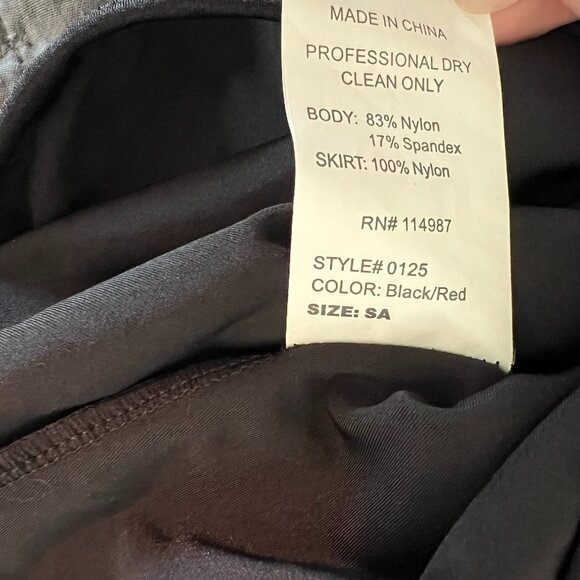 MADE IN CHINA
PROFESSIONAL DRY
CLEAN ONLY
BODY: 83% Nylon
17% Spandex
SKIRT: 100% Nylon
RN# 114987
STYLE# 0125
COLOR: Black/Red
SIZE: SA